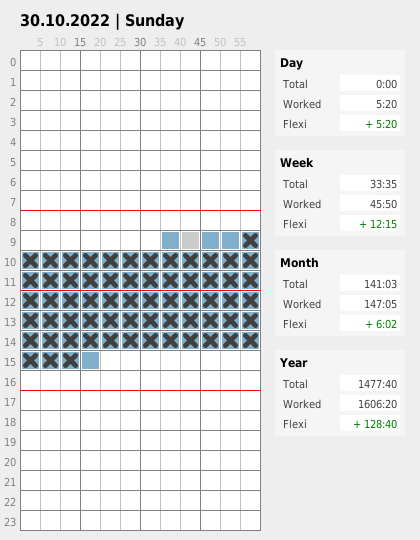 30.10.2022 | Sunday
5 10 15 20 25 30 35 40 45 50 55
0
1
2
3
4
5
6
7
8
9
10
11
12
13
14
15
16
17
18
19
20
21
22
23
Day
Total 0:00
Worked 5:20
Flexi + 5:20
Week
Total 33:35
Worked 45:50
Flexi + 12:15
Month
Total 141:03
Worked 147:05
Flexi + 6:02
Year
Total 1477:40
Worked 1606:20
Flexi + 128:40